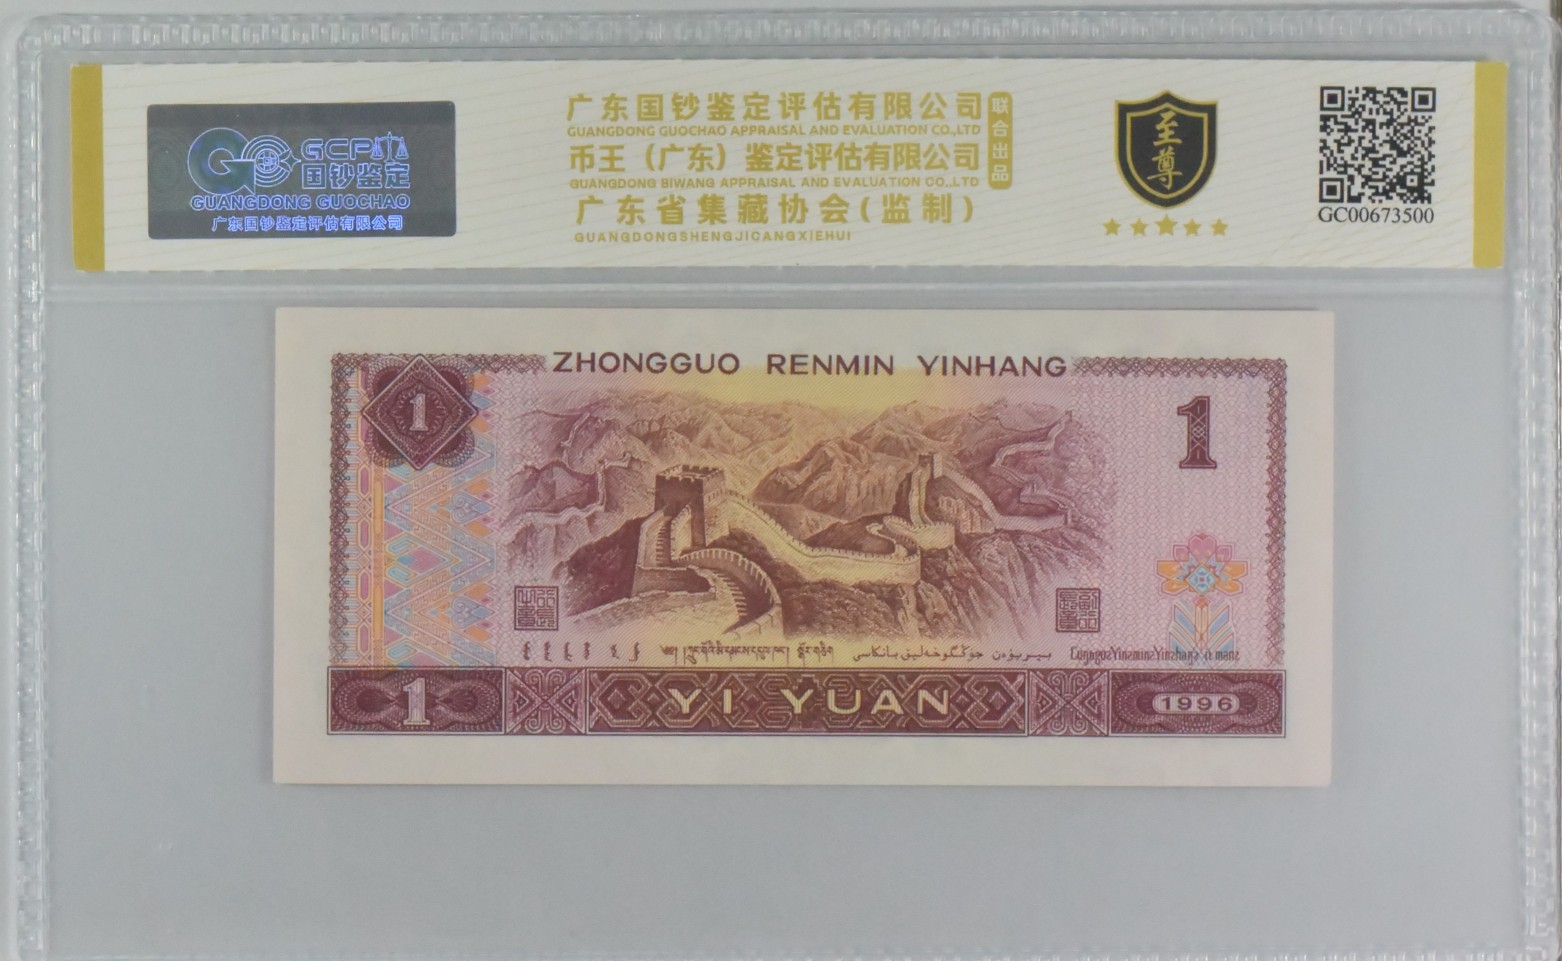 GCP
国钞鉴定
GUANGDONG GUOCHAO
广东国钞鉴定评估有限公司
广东国钞鉴定评估有限公司
GUANGDONG GUOCHAO APPRAISAL AND EVALUATION CO.,LTD
币王（广东）鉴定评估有限公司
GUANGDONG BIWANG APPRAISAL AND EVALUATION CO.,LTD
联合出品
广东省集藏协会(监制)
GUANGDONGSHENGJICANGXIEHUI
至尊
GC00673500
ZHONGGUO RENMIN YINHANG
1
1
1
YI YUAN
1996